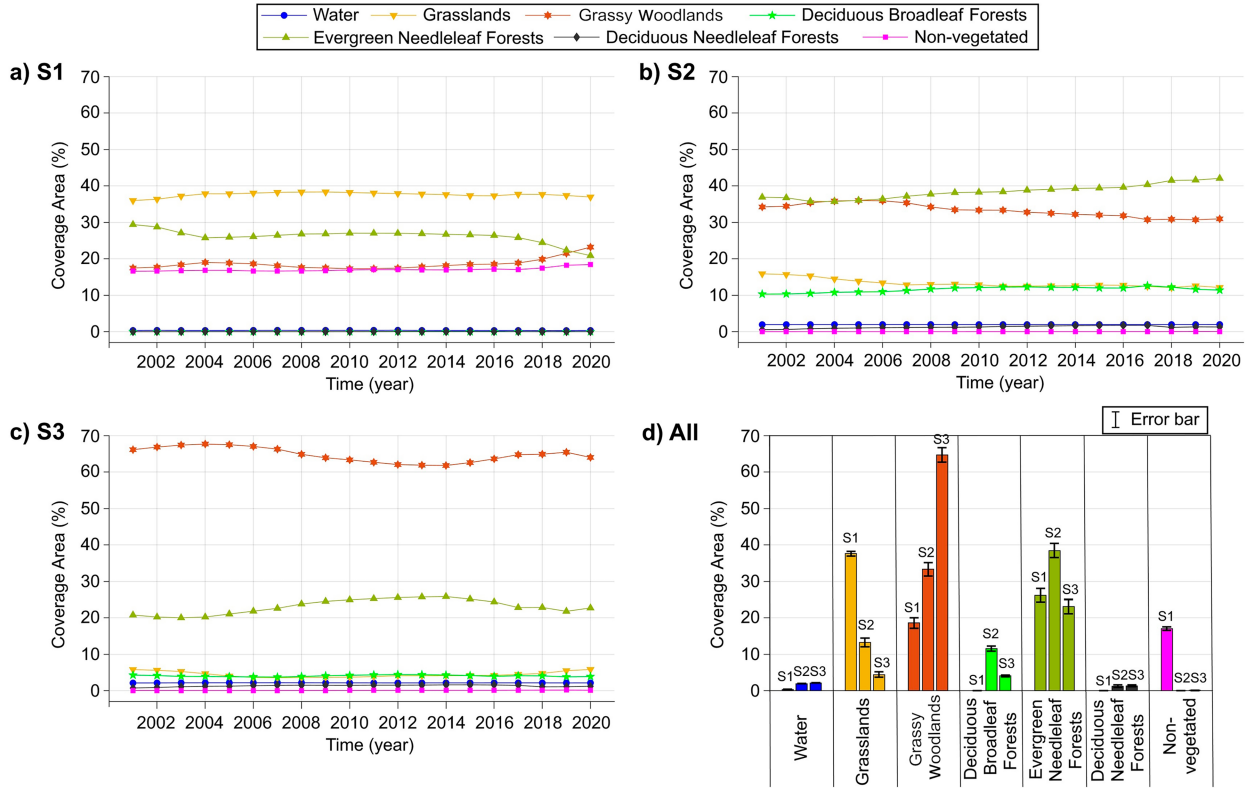 Water Grasslands Grassy Woodlands Deciduous Broadleaf Forests
Evergreen Needleleaf Forests Deciduous Needleleaf Forests Non-vegetated
a) S1
70
60
50
40
30
20
10
0
Coverage Area (%)
2002 2004 2006 2008 2010 2012 2014 2016 2018 2020
Time (year)
b) S2
70
60
50
40
30
20
10
0
Coverage Area (%)
2002 2004 2006 2008 2010 2012 2014 2016 2018 2020
Time (year)
c) S3
70
60
50
40
30
20
10
0
Coverage Area (%)
2002 2004 2006 2008 2010 2012 2014 2016 2018 2020
Time (year)
d) All
Error bar
70
60
50
40
30
20
10
0
Coverage Area (%)
S1 S2 S3
S1 S2 S3
S1 S2 S3
S1 S2 S3
S1 S2 S3
S1 S2 S3
S1 S2 S3
Water
Grasslands
Grassy
Woodlands
Deciduous
Broadleaf
Forests
Evergreen
Needleleaf
Forests
Deciduous
Needleleaf
Forests
Non-
vegetated